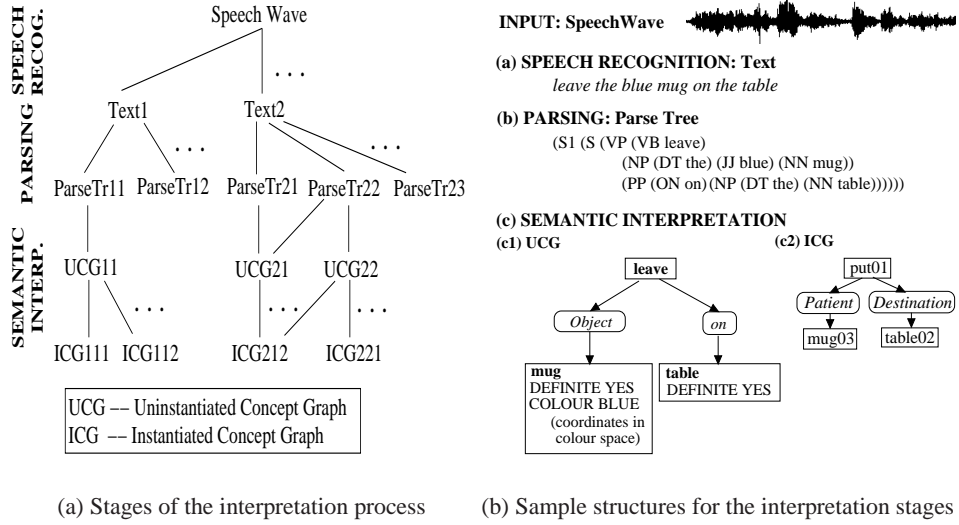 SPEECH
RECOG.
PARSING
SEMANTIC
INTERP.
Speech Wave
. . .
Text1 Text2
. . . . . .
ParseTr11 ParseTr12 ParseTr21 ParseTr22 ParseTr23
UCG11 UCG21 UCG22
. . . . . . . . .
ICG111 ICG112 ICG212 ICG221
UCG –– Uninstantiated Concept Graph
ICG –– Instantiated Concept Graph
(a) Stages of the interpretation process
INPUT: SpeechWave
(a) SPEECH RECOGNITION: Text
leave the blue mug on the table
(b) PARSING: Parse Tree
(S1 (S (VP (VB leave)
(NP (DT the) (JJ blue) (NN mug))
(PP (ON on) (NP (DT the) (NN table))))))
(c) SEMANTIC INTERPRETATION
(c1) UCG
leave
Object on
mug
DEFINITE YES
COLOUR BLUE
(coordinates in
colour space)
table
DEFINITE YES
(c2) ICG
put01
Patient Destination
mug03 table02
(b) Sample structures for the interpretation stages